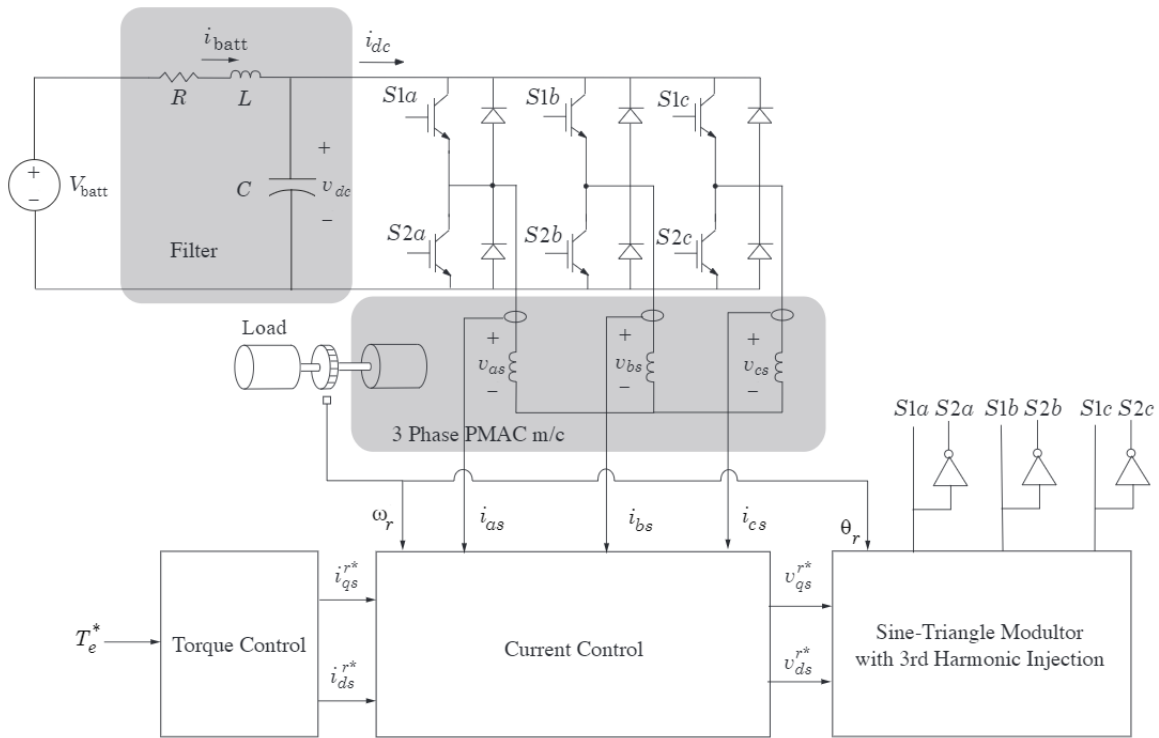 i_batt
i_dc
R
L
S1a
S1b
S1c
+
−
V_batt
C
+
v_dc
−
S2a
S2b
S2c
Filter
Load
+
v_as
−
+
v_bs
−
+
v_cs
−
3 Phase PMAC m/c
S1a S2a S1b S2b S1c S2c
ω_r
i_as
i_bs
i_cs
θ_r
T_e^*
Torque Control
i_qs^r*
i_ds^r*
Current Control
v_qs^r*
v_ds^r*
Sine-Triangle Modultor
with 3rd Harmonic Injection